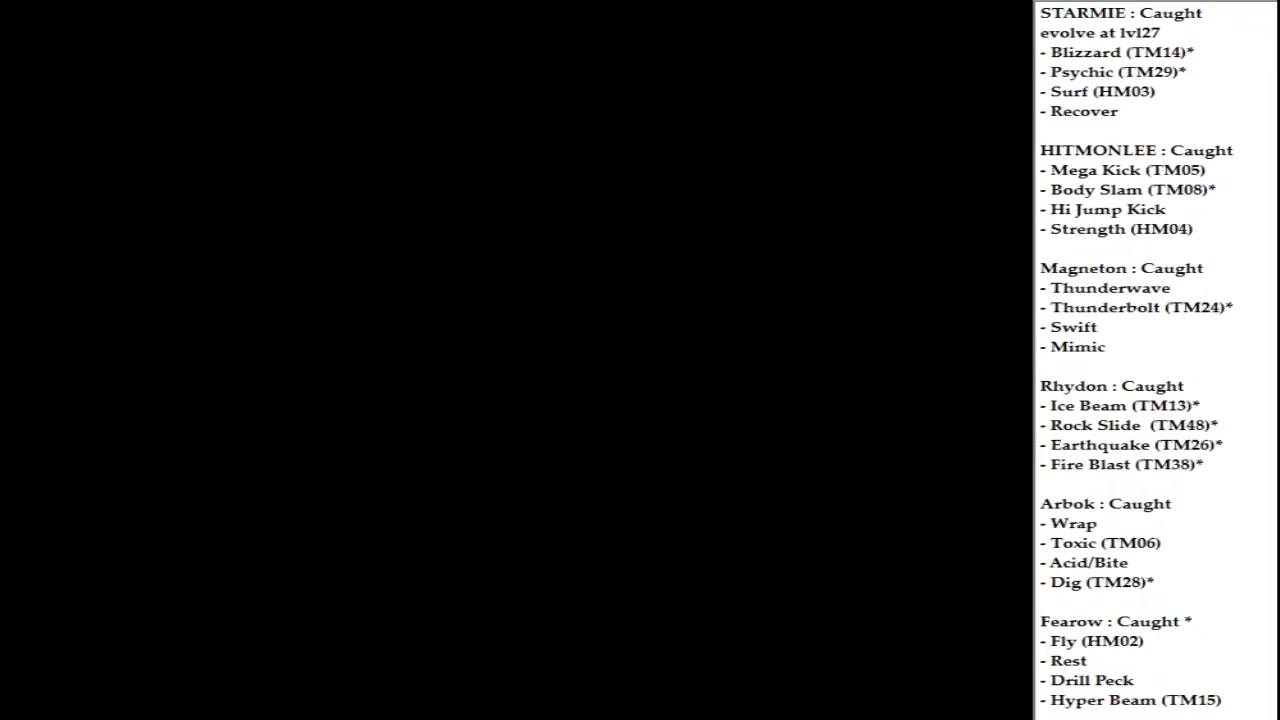 STARMIE : Caught
evolve at lvl27
- Blizzard (TM14)*
- Psychic (TM29)*
- Surf (HM03)
- Recover
HITMONLEE : Caught
- Mega Kick (TM05)
- Body Slam (TM08)*
- Hi Jump Kick
- Strength (HM04)
Magneton : Caught
- Thunderwave
- Thunderbolt (TM24)*
- Swift
- Mimic
Rhydon : Caught
- Ice Beam (TM13)*
- Rock Slide  (TM48)*
- Earthquake (TM26)*
- Fire Blast (TM38)*
Arbok : Caught
- Wrap
- Toxic (TM06)
- Acid/Bite
- Dig (TM28)*
Fearow : Caught *
- Fly (HM02)
- Rest
- Drill Peck
- Hyper Beam (TM15)